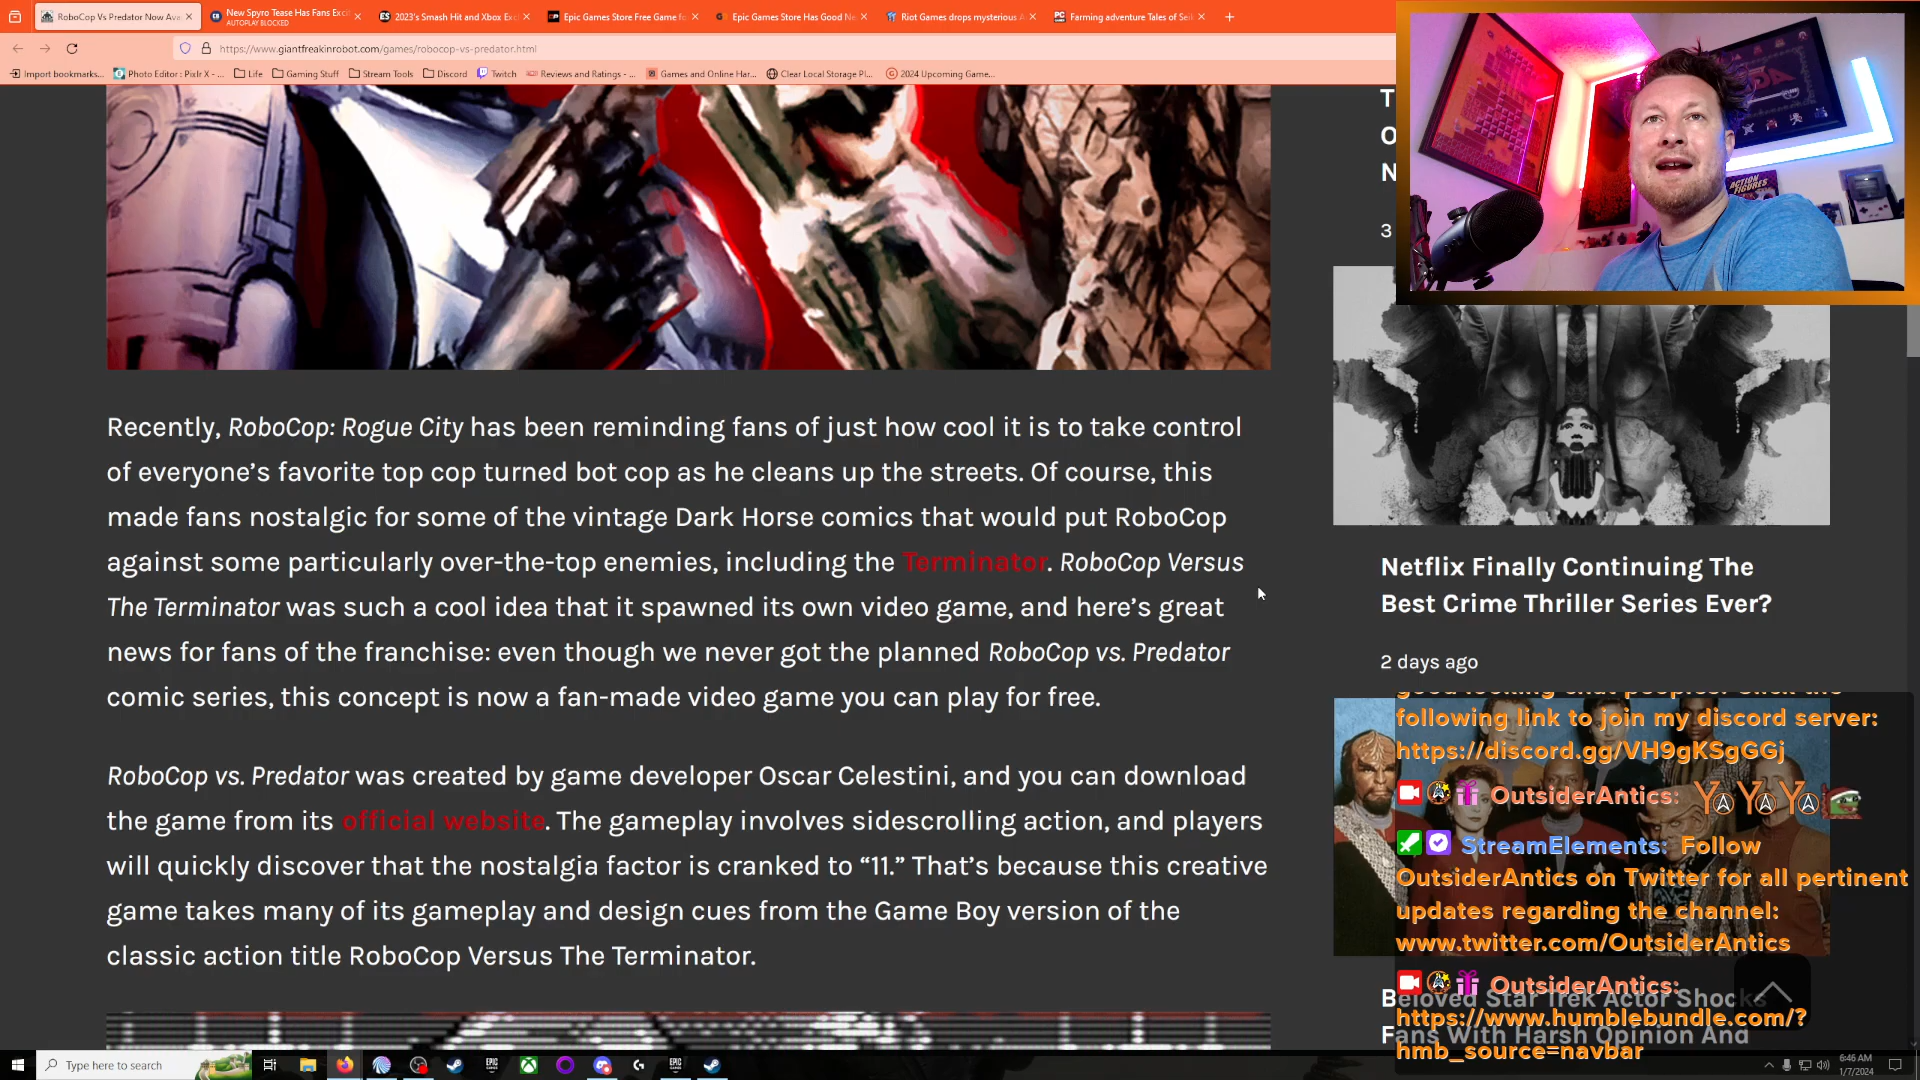 RoboCop Vs Predator Now Ava
New Spyro Tease Has Fans Exci
AUTOPLAY BLOCKED
2023's Smash Hit and Xbox Exc
Epic Games Store Free Game fo
Epic Games Store Has Good Ne
Riot Games drops mysterious A
Farming adventure Tales of Sei
https://www.giantfreakinrobot.com/games/robocop-vs-predator.html
Import bookmarks...
Photo Editor : Pixlr X - ...
Life
Gaming Stuff
Stream Tools
Discord
Twitch
Reviews and Ratings - ...
Games and Online Har...
Clear Local Storage Pl...
2024 Upcoming Game...
Recently, RoboCop: Rogue City has been reminding fans of just how cool it is to take control
of everyone’s favorite top cop turned bot cop as he cleans up the streets. Of course, this
made fans nostalgic for some of the vintage Dark Horse comics that would put RoboCop
against some particularly over-the-top enemies, including the Terminator. RoboCop Versus
The Terminator was such a cool idea that it spawned its own video game, and here’s great
news for fans of the franchise: even though we never got the planned RoboCop vs. Predator
comic series, this concept is now a fan-made video game you can play for free.
RoboCop vs. Predator was created by game developer Oscar Celestini, and you can download
the game from its official website. The gameplay involves sidescrolling action, and players
will quickly discover that the nostalgia factor is cranked to “11.” That’s because this creative
game takes many of its gameplay and design cues from the Game Boy version of the
classic action title RoboCop Versus The Terminator.
T
O
N
3
ACTION FIGURES
Netflix Finally Continuing The
Best Crime Thriller Series Ever?
2 days ago
following link to join my discord server:
https://discord.gg/VH9gKSgGGj
OutsiderAntics:
StreamElements: Follow
OutsiderAntics on Twitter for all pertinent
updates regarding the channel:
www.twitter.com/OutsiderAntics
OutsiderAntics:
https://www.humblebundle.com/?
hmb_source=navbar
Beloved Star Trek Actor Shocks
Fans With Harsh Opinion And
Type here to search
6:46 AM
1/7/2024